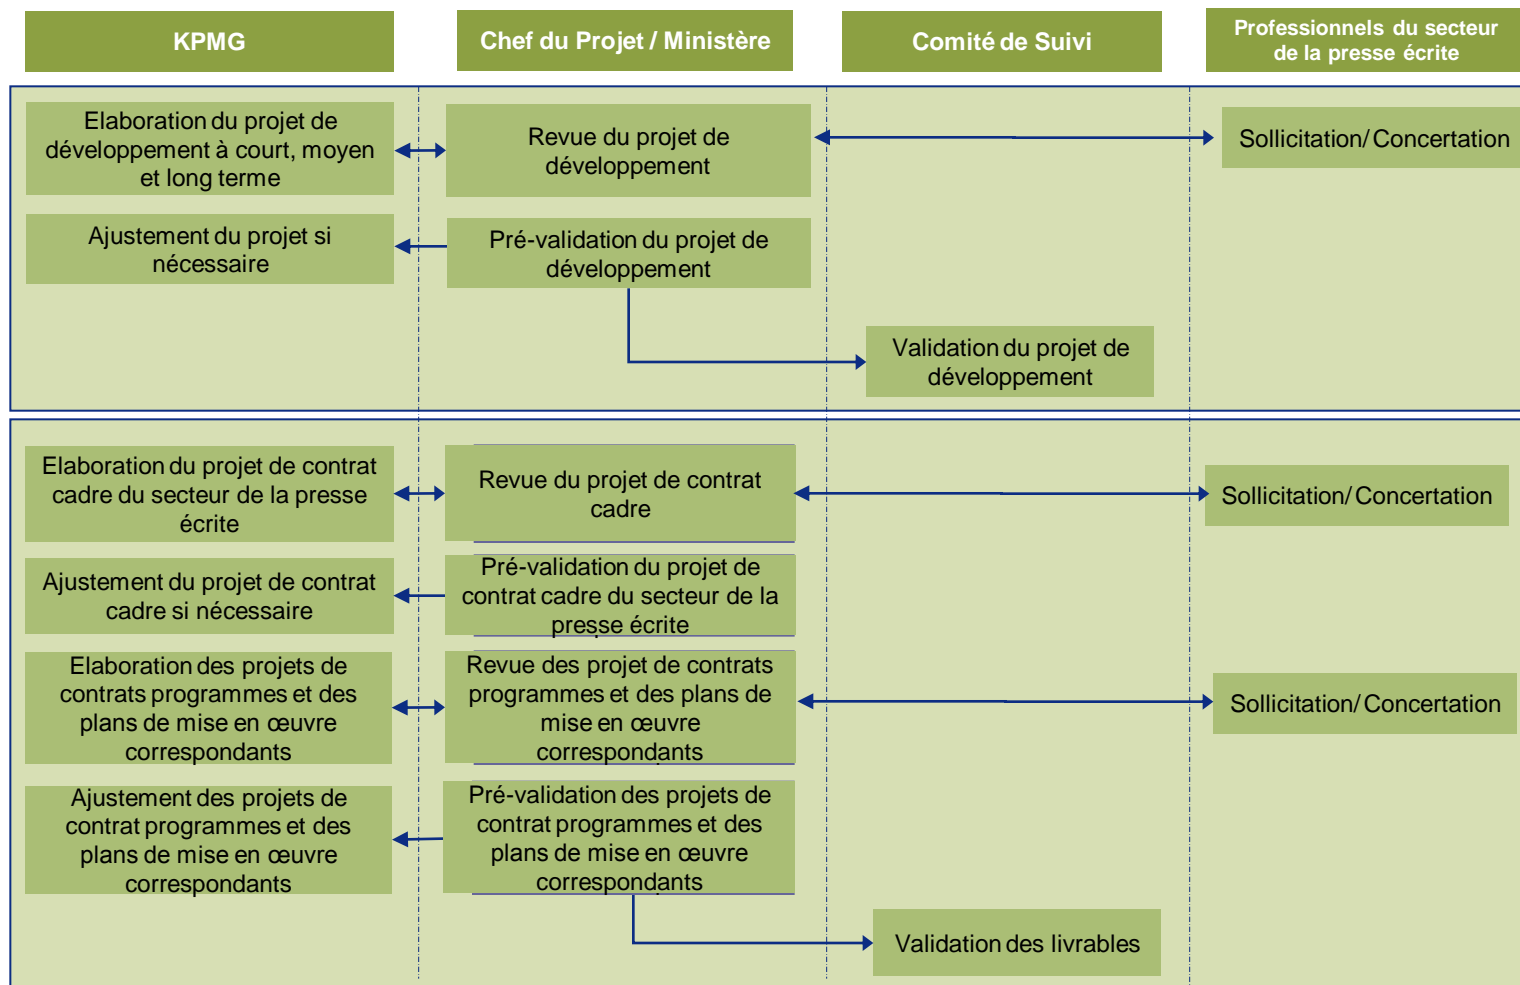 KPMG
Chef du Projet / Ministère
Comité de Suivi
Professionnels du secteur
de la presse écrite
Elaboration du projet de
développement à court, moyen
et long terme
Revue du projet de
développement
Sollicitation/ Concertation
Ajustement du projet si
nécessaire
Pré-validation du projet de
développement
Validation du projet de
développement
Elaboration du projet de contrat
cadre du secteur de la presse
écrite
Revue du projet de contrat
cadre
Sollicitation/ Concertation
Ajustement du projet de contrat
cadre si nécessaire
Pré-validation du projet de
contrat cadre du secteur de la
presse écrite
Elaboration des projets de
contrats programmes et des
plans de mise en œuvre
correspondants
Revue des projet de contrats
programmes et des plans de
mise en œuvre
correspondants
Sollicitation/ Concertation
Ajustement des projets de
contrat programmes et des
plans de mise en œuvre
correspondants
Pré-validation des projets de
contrat programmes et des
plans de mise en œuvre
correspondants
Validation des livrables